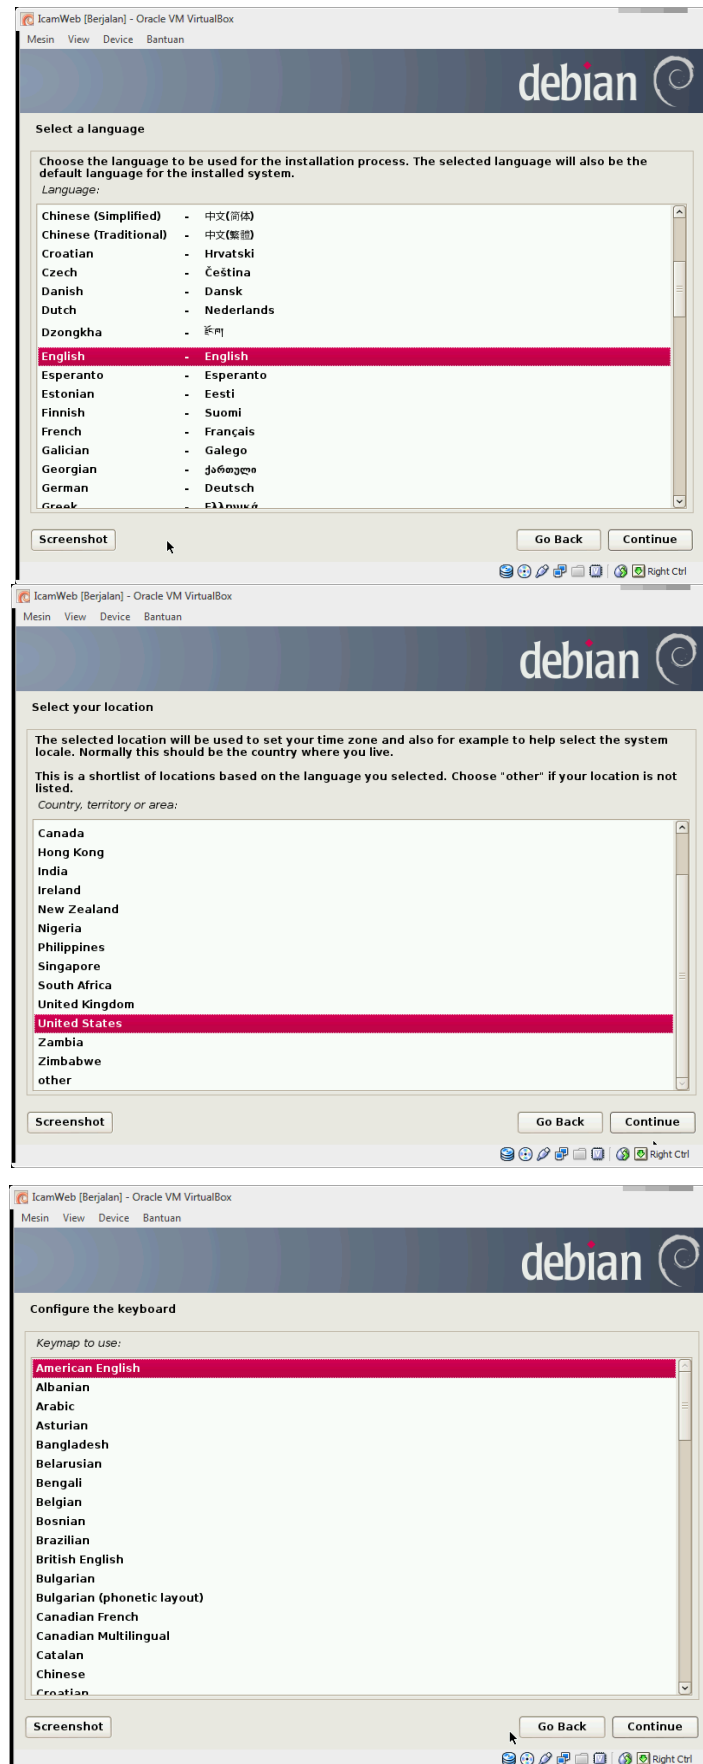 IcamWeb [Berjalan] - Oracle VM VirtualBox
Mesin View Device Bantuan
debian
Select a language
Choose the language to be used for the installation process. The selected language will also be the
default language for the installed system.
Language:
Chinese (Simplified) - 中文(简体)
Chinese (Traditional) - 中文(繁體)
Croatian - Hrvatski
Czech - Čeština
Danish - Dansk
Dutch - Nederlands
Dzongkha - རྫོང་ཁ།
English - English
Esperanto - Esperanto
Estonian - Eesti
Finnish - Suomi
French - Français
Galician - Galego
Georgian - ქართული
German - Deutsch
Greek - Ελληνικά
Screenshot Go Back Continue
Right Ctrl
IcamWeb [Berjalan] - Oracle VM VirtualBox
Mesin View Device Bantuan
debian
Select your location
The selected location will be used to set your time zone and also for example to help select the system
locale. Normally this should be the country where you live.
This is a shortlist of locations based on the language you selected. Choose "other" if your location is not
listed.
Country, territory or area:
Canada
Hong Kong
India
Ireland
New Zealand
Nigeria
Philippines
Singapore
South Africa
United Kingdom
United States
Zambia
Zimbabwe
other
Screenshot Go Back Continue
Right Ctrl
IcamWeb [Berjalan] - Oracle VM VirtualBox
Mesin View Device Bantuan
debian
Configure the keyboard
Keymap to use:
American English
Albanian
Arabic
Asturian
Bangladesh
Belarusian
Bengali
Belgian
Bosnian
Brazilian
British English
Bulgarian
Bulgarian (phonetic layout)
Canadian French
Canadian Multilingual
Catalan
Chinese
Croatian
Screenshot Go Back Continue
Right Ctrl